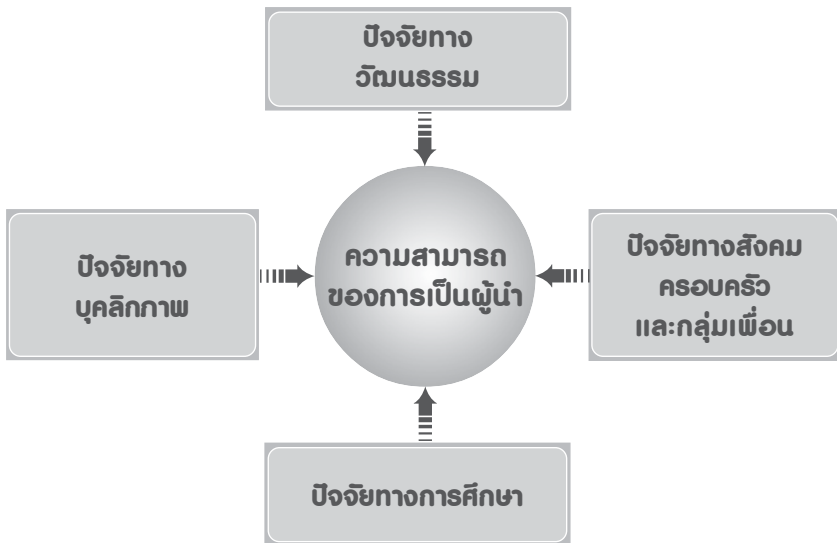 ปัจจัยทาง
วัฒนธรรม
ปัจจัยทาง
บุคลิกภาพ
ความสามารถ
ของการเป็นผู้นำ
ปัจจัยทางสังคม
ครอบครัว
และกลุ่มเพื่อน
ปัจจัยทางการศึกษา